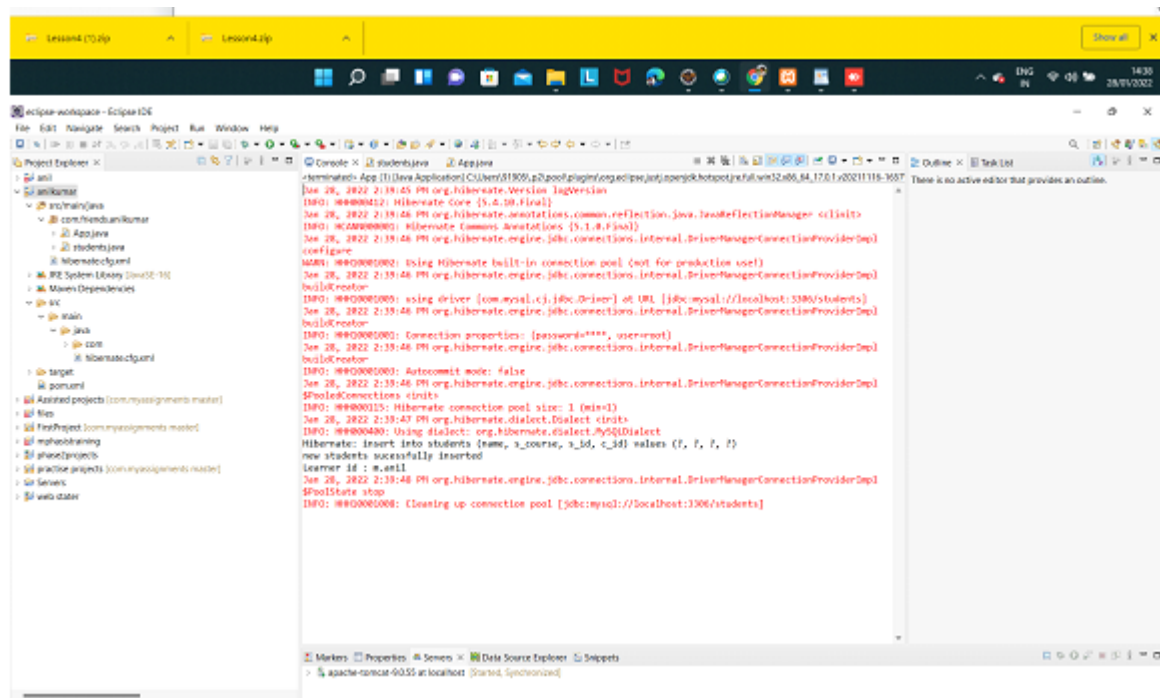 Lesson4 (1).zip
Lesson4.zip
Show all
ENG
IN
14:38
28/01/2022
eclipse-workspace - Eclipse IDE
File Edit Navigate Search Project Run Window Help
Project Explorer
Console students.java App.java
Outline Task List
<terminated> App (1) [Java Application]
There is no active editor that provides an outline.
anil
anilkumar
src/main/java
com.friends.anilkumar
App.java
students.java
hibernate.cfg.xml
JRE System Library [JavaSE-16]
Maven Dependencies
src
main
java
com
hibernate.cfg.xml
target
pom.xml
Assisted projects [com.myassignments master]
files
FirstProject [com.myassignments master]
mphasistraining
phase2projects
practise projects [com.myassignments master]
Servers
web stater
Jan 28, 2022 2:39:45 PM org.hibernate.Version logVersion
INFO: HHH000412: Hibernate Core {5.4.10.Final}
Jan 28, 2022 2:39:46 PM org.hibernate.annotations.common.reflection.java.JavaReflectionManager <clinit>
INFO: HCANN000001: Hibernate Commons Annotations {5.1.0.Final}
Jan 28, 2022 2:39:46 PM org.hibernate.engine.jdbc.connections.internal.DriverManagerConnectionProviderImpl
configure
WARN: HHH10001002: Using Hibernate built-in connection pool (not for production use!)
Jan 28, 2022 2:39:46 PM org.hibernate.engine.jdbc.connections.internal.DriverManagerConnectionProviderImpl
buildCreator
INFO: HHH10001005: using driver [com.mysql.cj.jdbc.Driver] at URL [jdbc:mysql://localhost:3306/students]
Jan 28, 2022 2:39:46 PM org.hibernate.engine.jdbc.connections.internal.DriverManagerConnectionProviderImpl
buildCreator
INFO: HHH10001001: Connection properties: {password=****, user=root}
Jan 28, 2022 2:39:46 PM org.hibernate.engine.jdbc.connections.internal.DriverManagerConnectionProviderImpl
buildCreator
INFO: HHH10001003: Autocommit mode: false
Jan 28, 2022 2:39:46 PM org.hibernate.engine.jdbc.connections.internal.DriverManagerConnectionProviderImpl
$PooledConnections <init>
INFO: HHH000115: Hibernate connection pool size: 1 (min=1)
Jan 28, 2022 2:39:47 PM org.hibernate.dialect.Dialect <init>
INFO: HHH000400: Using dialect: org.hibernate.dialect.MySQLDialect
Hibernate: insert into students (name, s_course, s_id, c_id) values (?, ?, ?, ?)
new students sucessfully inserted
Learner id : m.anil
Jan 28, 2022 2:39:48 PM org.hibernate.engine.jdbc.connections.internal.DriverManagerConnectionProviderImpl
$PoolState stop
INFO: HHH10001008: Cleaning up connection pool [jdbc:mysql://localhost:3306/students]
Markers Properties Servers Data Source Explorer Snippets
apache-tomcat-9.0.55 at localhost [Started, Synchronized]